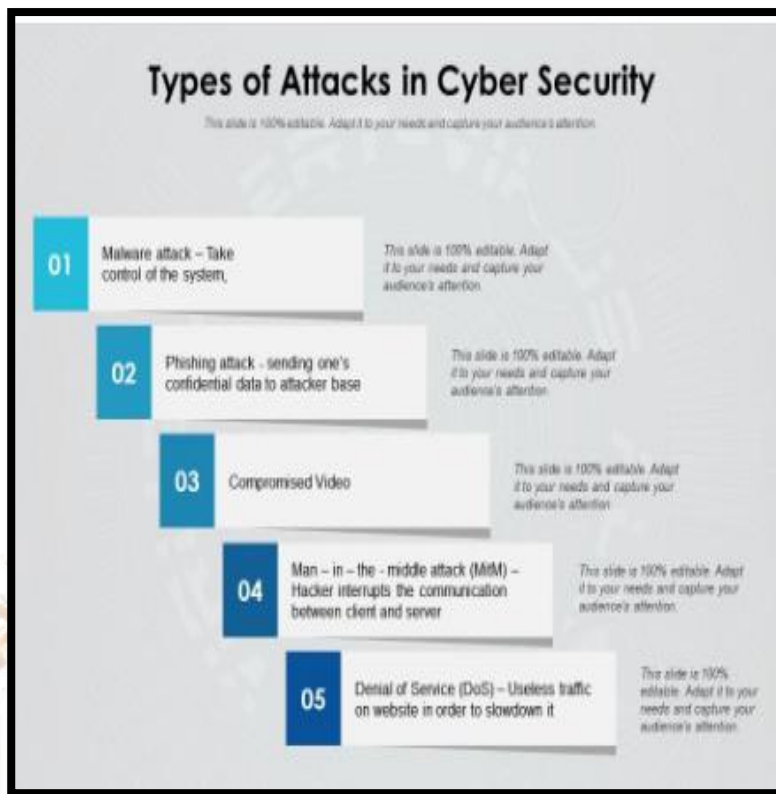 Types of Attacks in Cyber Security
This slide is 100% editable. Adapt it to your needs and capture your audience's attention.
01
Malware attack – Take
control of the system,
This slide is 100% editable. Adapt
it to your needs and capture your
audience's attention.
02
Phishing attack - sending one's
confidential data to attacker base
This slide is 100% editable. Adapt
it to your needs and capture your
audience's attention.
03
Compromised Video
This slide is 100% editable. Adapt
it to your needs and capture your
audience's attention.
04
Man – in – the - middle attack (MitM) –
Hacker interrupts the communication
between client and server
This slide is 100% editable. Adapt
it to your needs and capture your
audience's attention.
05
Denial of Service (DoS) – Useless traffic
on website in order to slowdown it
This slide is 100%
editable. Adapt it to your
needs and capture your
audience's attention.